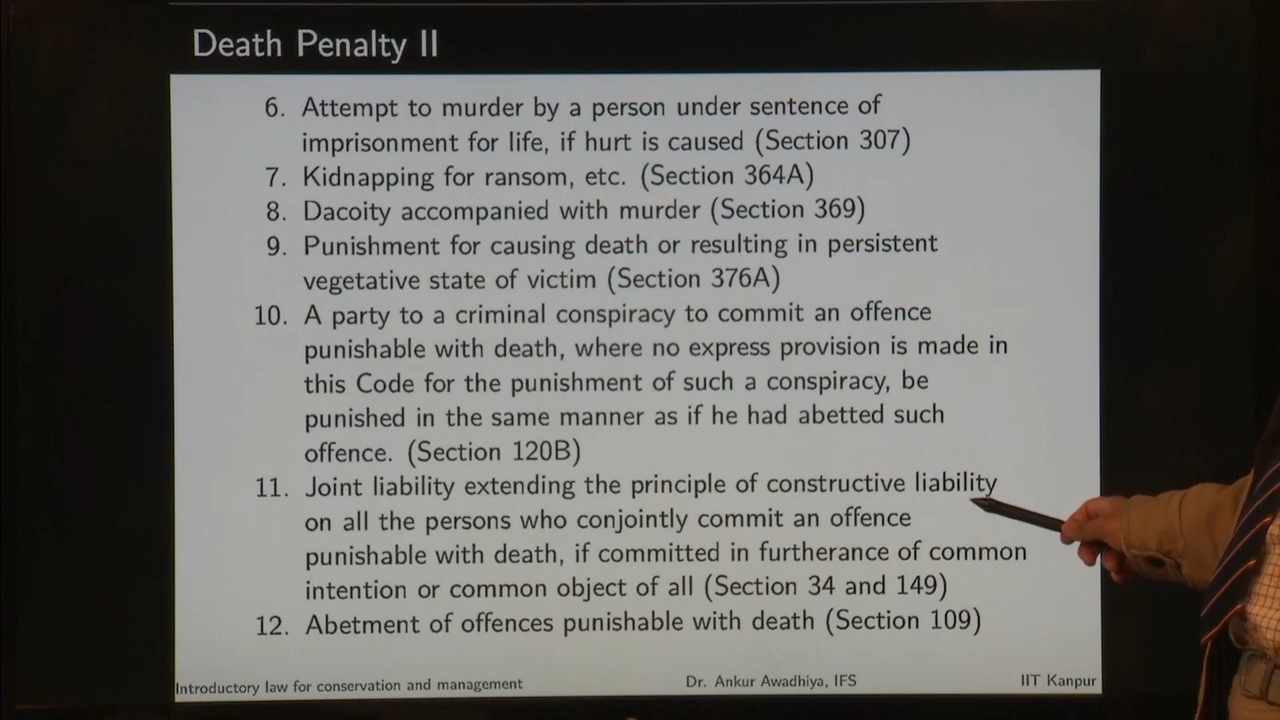 Death Penalty II
6. Attempt to murder by a person under sentence of
imprisonment for life, if hurt is caused (Section 307)
7. Kidnapping for ransom, etc. (Section 364A)
8. Dacoity accompanied with murder (Section 369)
9. Punishment for causing death or resulting in persistent
vegetative state of victim (Section 376A)
10. A party to a criminal conspiracy to commit an offence
punishable with death, where no express provision is made in
this Code for the punishment of such a conspiracy, be
punished in the same manner as if he had abetted such
offence. (Section 120B)
11. Joint liability extending the principle of constructive liability
on all the persons who conjointly commit an offence
punishable with death, if committed in furtherance of common
intention or common object of all (Section 34 and 149)
12. Abetment of offences punishable with death (Section 109)
Introductory law for conservation and management Dr. Ankur Awadhiya, IFS IIT Kanpur